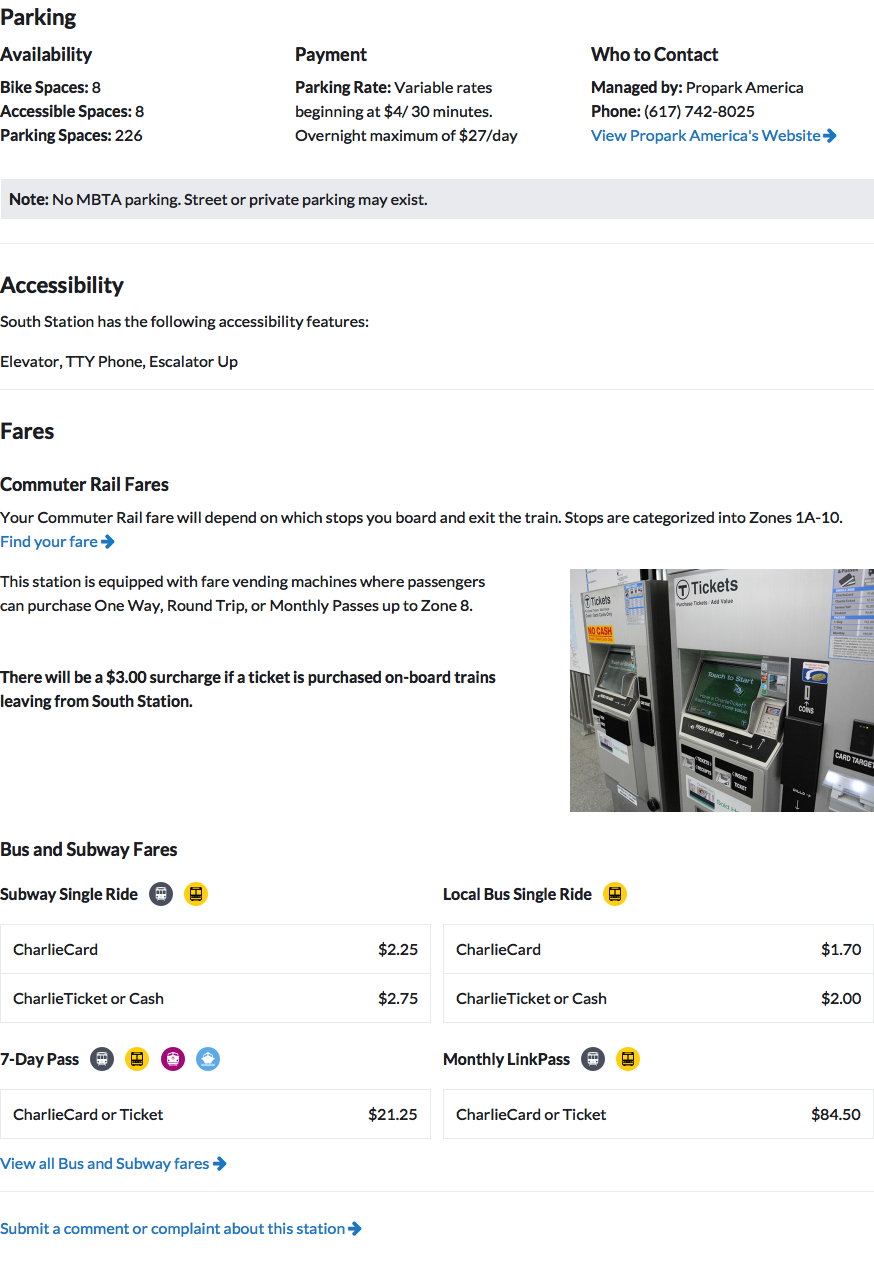 Parking
Availability
Bike Spaces: 8
Accessible Spaces: 8
Parking Spaces: 226
Payment
Parking Rate: Variable rates
beginning at $4/ 30 minutes.
Overnight maximum of $27/day
Who to Contact
Managed by: Propark America
Phone: (617) 742-8025
View Propark America's Website
Note: No MBTA parking. Street or private parking may exist.
Accessibility
South Station has the following accessibility features:
Elevator, TTY Phone, Escalator Up
Fares
Commuter Rail Fares
Your Commuter Rail fare will depend on which stops you board and exit the train. Stops are categorized into Zones 1A-10.
Find your fare
This station is equipped with fare vending machines where passengers
can purchase One Way, Round Trip, or Monthly Passes up to Zone 8.
There will be a $3.00 surcharge if a ticket is purchased on-board trains
leaving from South Station.
T Tickets
NO CASH
T Tickets
Purchase Tickets / Add Value
Touch to Start
COINS
CARD TARGET
Bus and Subway Fares
Subway Single Ride
CharlieCard $2.25
CharlieTicket or Cash $2.75
Local Bus Single Ride
CharlieCard $1.70
CharlieTicket or Cash $2.00
7-Day Pass
CharlieCard or Ticket $21.25
Monthly LinkPass
CharlieCard or Ticket $84.50
View all Bus and Subway fares
Submit a comment or complaint about this station